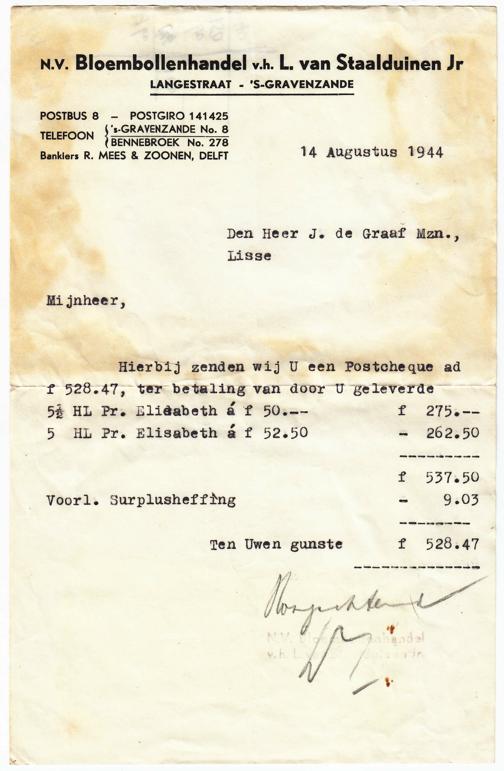 N.V. Bloembollenhandel v.h. L. van Staalduinen Jr
LANGESTRAAT - 'S-GRAVENZANDE
POSTBUS 8 - POSTGIRO 141425
TELEFOON { 's-GRAVENZANDE No. 8
BENNEBROEK No. 278
Bankiers R. MEES & ZOONEN, DELFT
14 Augustus 1944
Den Heer J. de Graaf Mzn.,
Lisse
Mijnheer,
Hierbij zenden wij U een Postcheque ad
f 528.47, ter betaling van door U geleverde
5½ HL Pr. Elisabeth á f 50.-- f 275.--
5 HL Pr. Elisabeth á f 52.50 - 262.50
f 537.50
Voorl. Surplusheffing - 9.03
Ten Uwen gunste f 528.47
Hoogachtend
N.V. Bloembollenhandel
v.h. L.